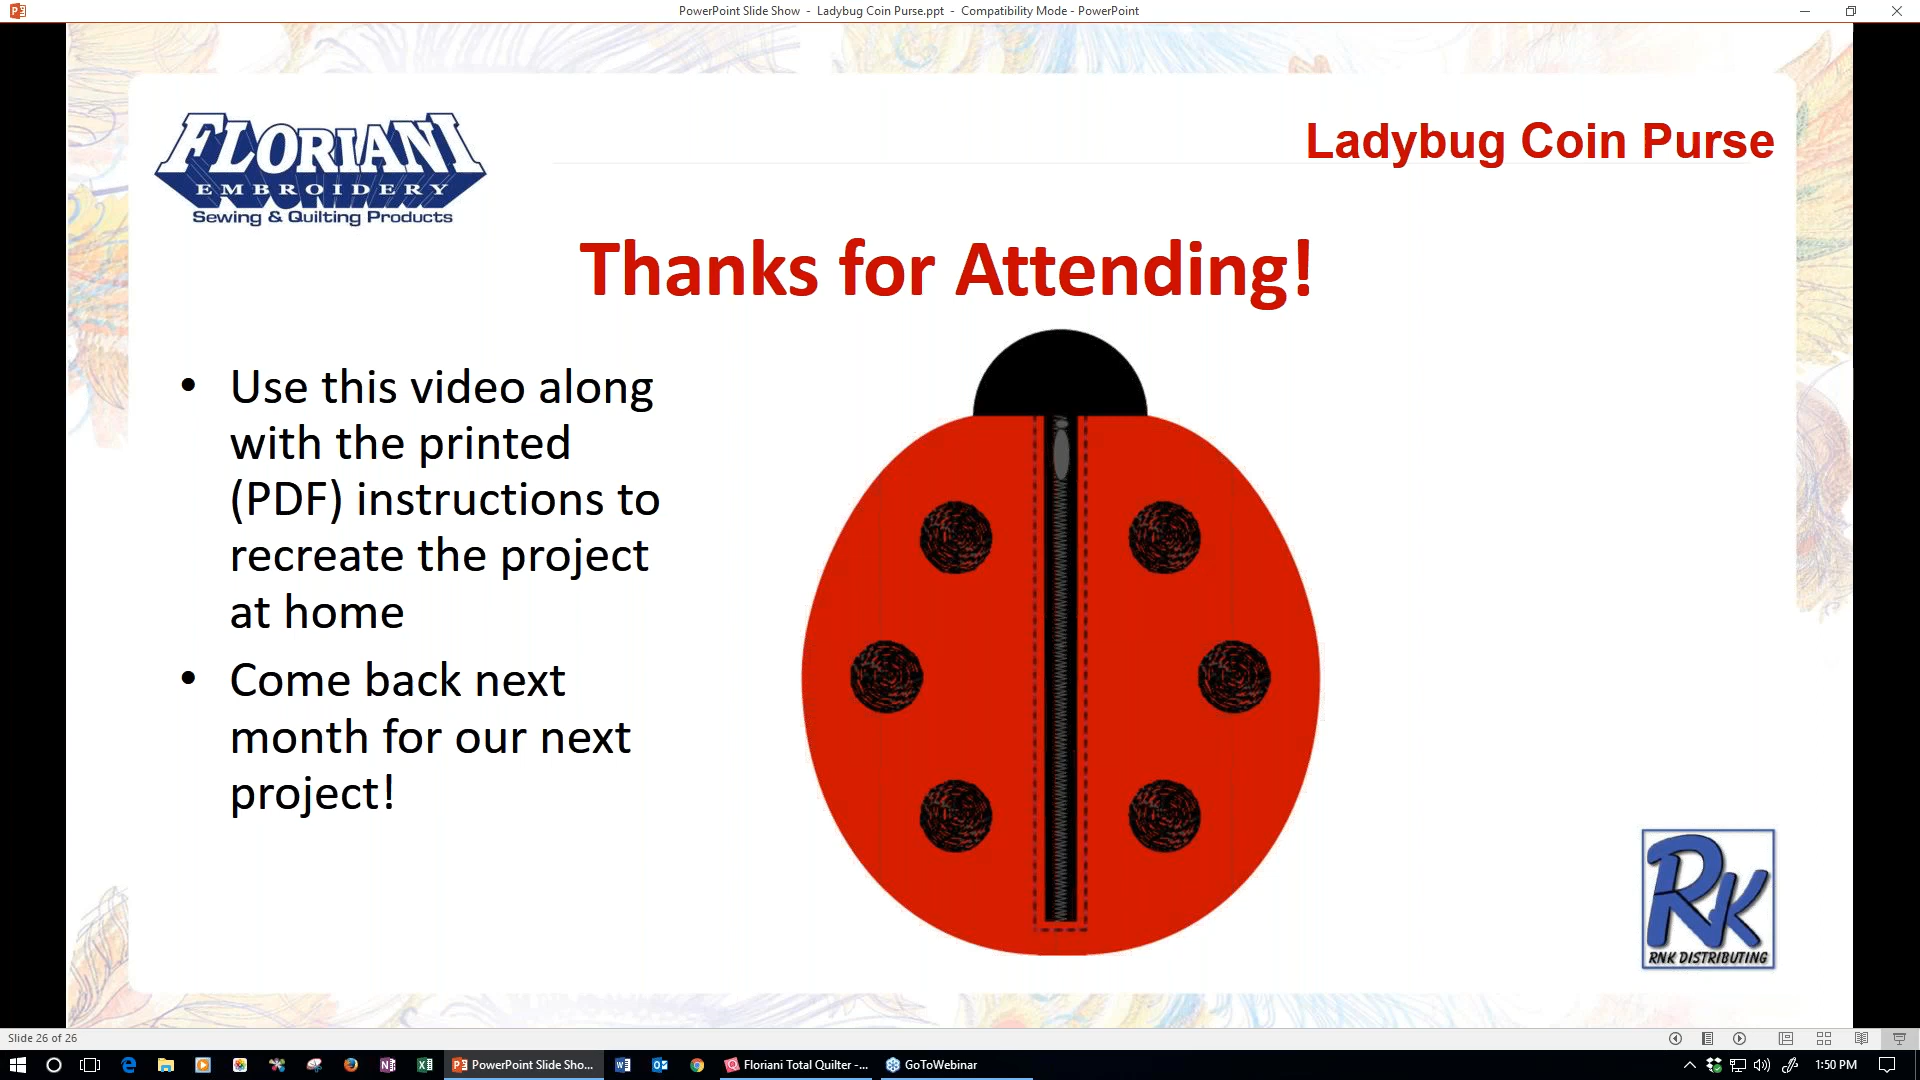 PowerPoint Slide Show - Ladybug Coin Purse.ppt - Compatibility Mode - PowerPoint
FLORIANI
EMBROIDERY
Sewing & Quilting Products
Ladybug Coin Purse
Thanks for Attending!
• Use this video along
with the printed
(PDF) instructions to
recreate the project
at home
• Come back next
month for our next
project!
RK
RNK DISTRIBUTING
Slide 26 of 26
PowerPoint Slide Sho...
Floriani Total Quilter -...
GoToWebinar
1:50 PM